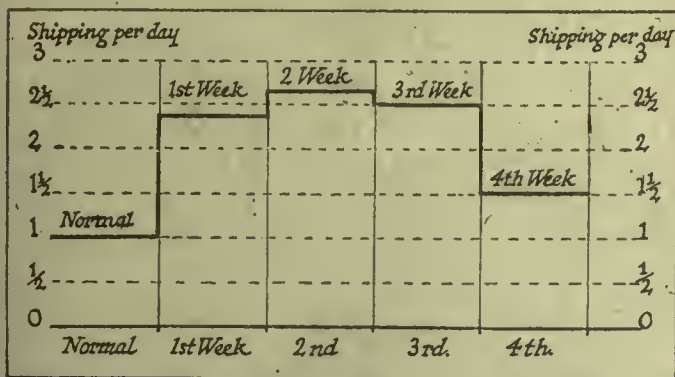 Shipping per day Shipping per day
3 3
2 Week
1st Week 3rd Week
2½ 2½
2 2
4th Week
1½ 1½
Normal
1 1
½ ½
0 0
Normal 1st Week 2nd 3rd. 4th.